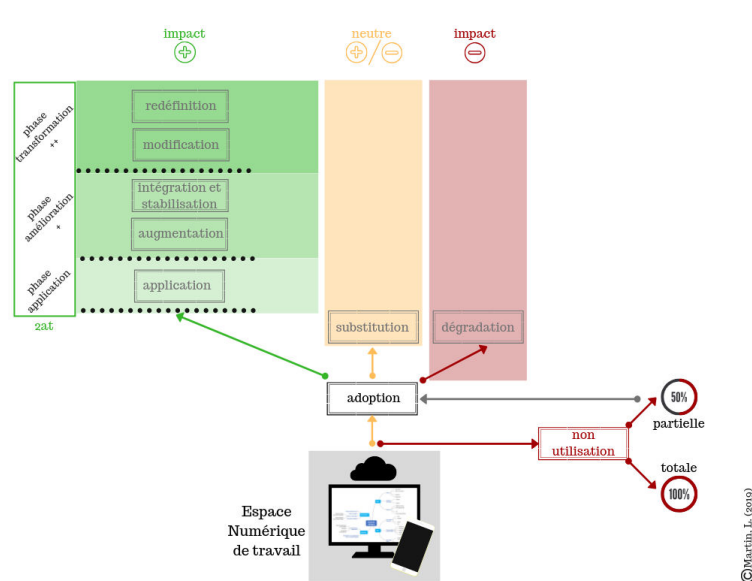 impact
neutre
impact
phase
transformation
++
redéfinition
modification
phase
amélioration
+
intégration et
stabilisation
augmentation
phase
application
application
2at
substitution
dégradation
adoption
50%
partielle
non
utilisation
totale
100%
Espace
Numérique
de travail
©Martin, L. (2019)